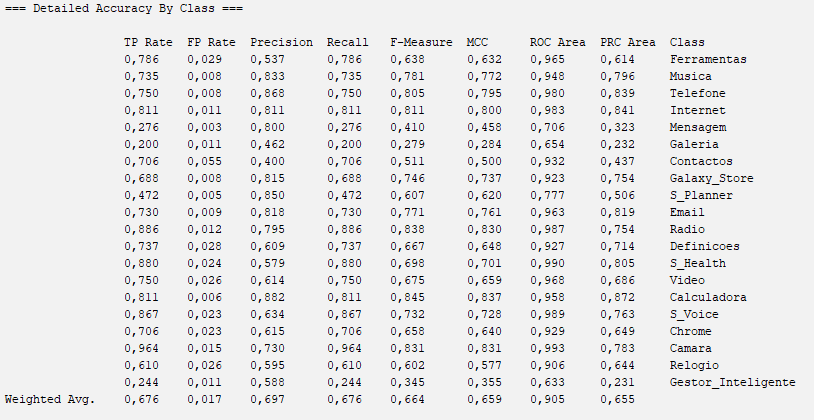 === Detailed Accuracy By Class ===
TP Rate FP Rate Precision Recall F-Measure MCC ROC Area PRC Area Class
0,786 0,029 0,537 0,786 0,638 0,632 0,965 0,614 Ferramentas
0,735 0,008 0,833 0,735 0,781 0,772 0,948 0,796 Musica
0,750 0,008 0,868 0,750 0,805 0,795 0,980 0,839 Telefone
0,811 0,011 0,811 0,811 0,811 0,800 0,983 0,841 Internet
0,276 0,003 0,800 0,276 0,410 0,458 0,706 0,323 Mensagem
0,200 0,011 0,462 0,200 0,279 0,284 0,654 0,232 Galeria
0,706 0,055 0,400 0,706 0,511 0,500 0,932 0,437 Contactos
0,688 0,008 0,815 0,688 0,746 0,737 0,923 0,754 Galaxy_Store
0,472 0,005 0,850 0,472 0,607 0,620 0,777 0,506 S_Planner
0,730 0,009 0,818 0,730 0,771 0,761 0,963 0,819 Email
0,886 0,012 0,795 0,886 0,838 0,830 0,987 0,754 Radio
0,737 0,028 0,609 0,737 0,667 0,648 0,927 0,714 Definicoes
0,880 0,024 0,579 0,880 0,698 0,701 0,990 0,805 S_Health
0,750 0,026 0,614 0,750 0,675 0,659 0,968 0,686 Video
0,811 0,006 0,882 0,811 0,845 0,837 0,958 0,872 Calculadora
0,867 0,023 0,634 0,867 0,732 0,728 0,989 0,763 S_Voice
0,706 0,023 0,615 0,706 0,658 0,640 0,929 0,649 Chrome
0,964 0,015 0,730 0,964 0,831 0,831 0,993 0,783 Camara
0,610 0,026 0,595 0,610 0,602 0,577 0,906 0,644 Relogio
0,244 0,011 0,588 0,244 0,345 0,355 0,633 0,231 Gestor_Inteligente
Weighted Avg. 0,676 0,017 0,697 0,676 0,664 0,659 0,905 0,655